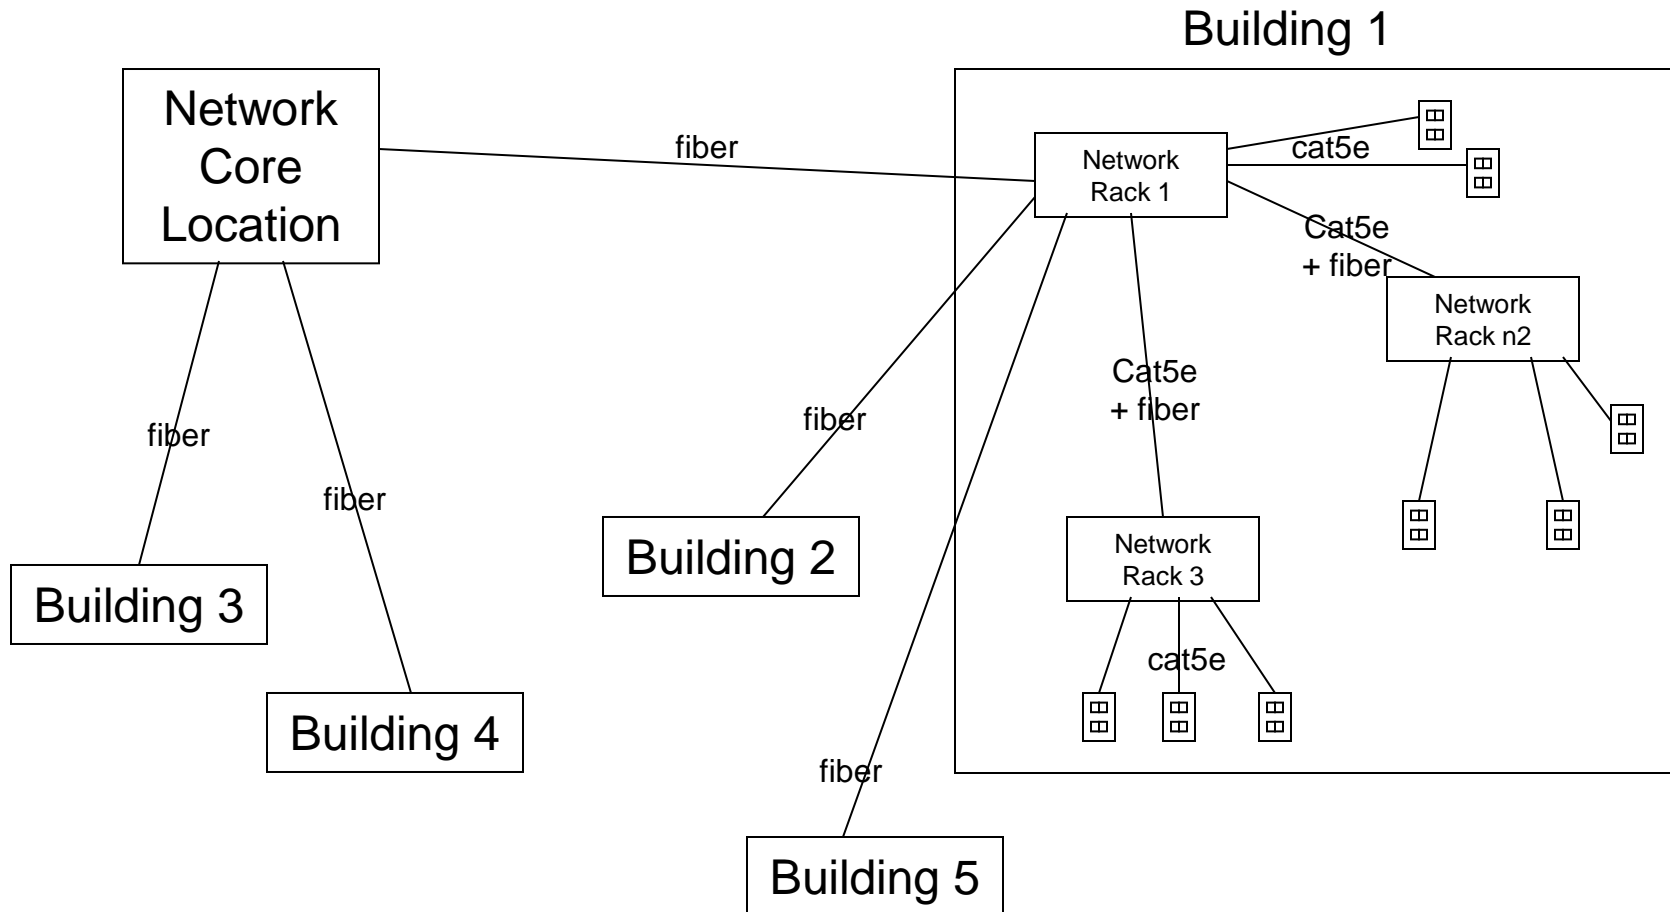 Building 1
Network
Core
Location
fiber
Network
Rack 1
cat5e
Cat5e
+ fiber
Network
Rack n2
Cat5e
+ fiber
fiber
fiber
fiber
Building 2
Network
Rack 3
Building 3
cat5e
Building 4
fiber
Building 5